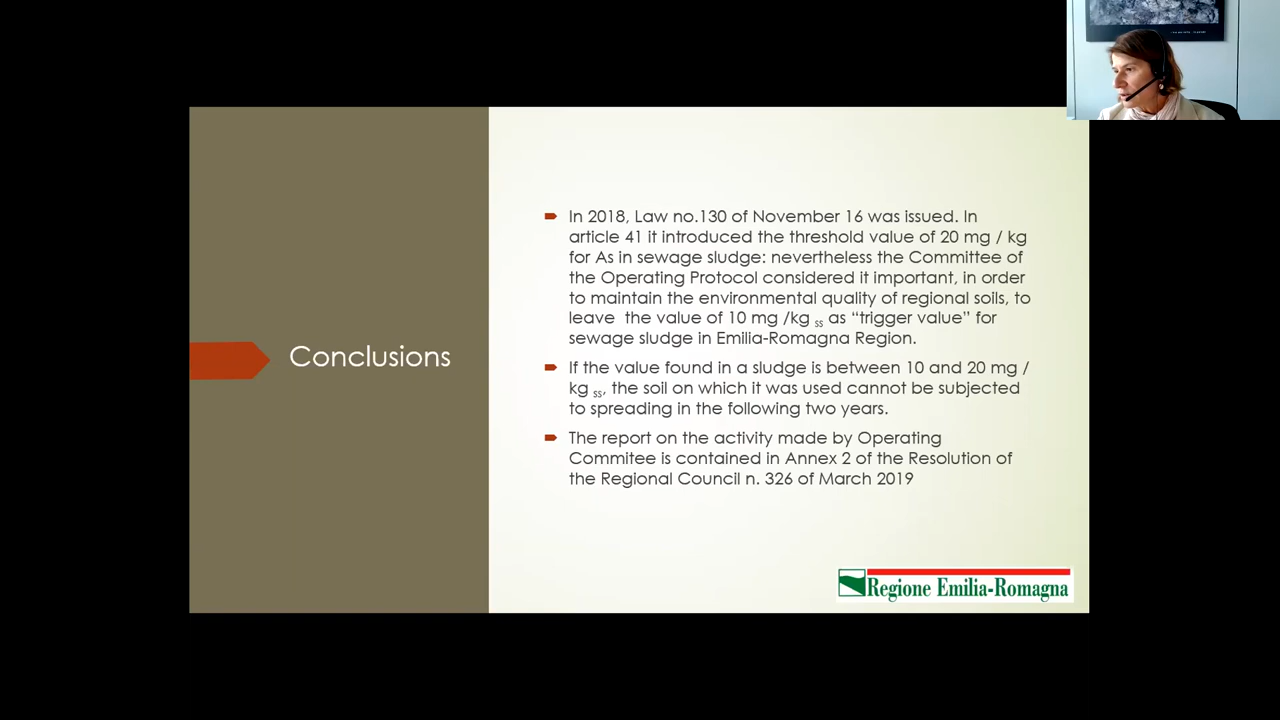 Conclusions
In 2018, Law no.130 of November 16 was issued. In
article 41 it introduced the threshold value of 20 mg / kg
for As in sewage sludge: nevertheless the Committee of
the Operating Protocol considered it important, in order
to maintain the environmental quality of regional soils, to
leave the value of 10 mg /kg ss as “trigger value” for
sewage sludge in Emilia-Romagna Region.
If the value found in a sludge is between 10 and 20 mg /
kg ss, the soil on which it was used cannot be subjected
to spreading in the following two years.
The report on the activity made by Operating
Commitee is contained in Annex 2 of the Resolution of
the Regional Council n. 326 of March 2019
Regione Emilia-Romagna